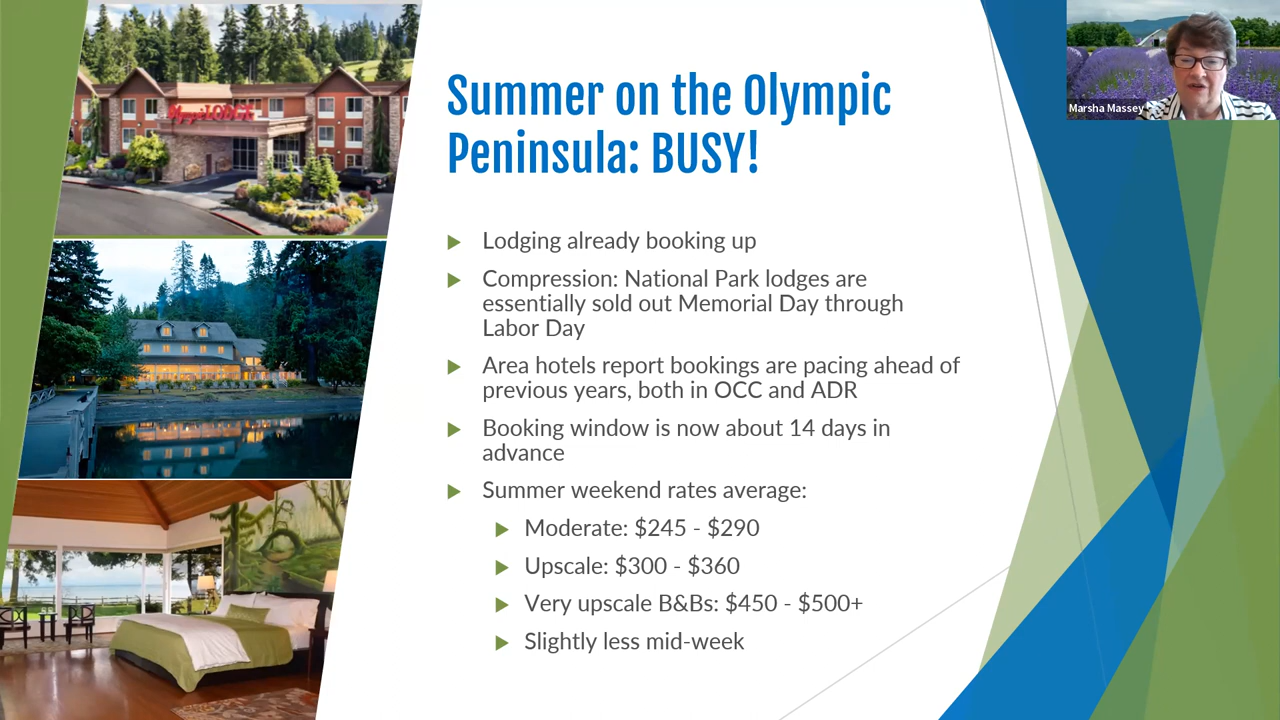 Summer on the Olympic
Peninsula: BUSY!
Lodging already booking up
Compression: National Park lodges are
essentially sold out Memorial Day through
Labor Day
Area hotels report bookings are pacing ahead of
previous years, both in OCC and ADR
Booking window is now about 14 days in
advance
Summer weekend rates average:
Moderate: $245 - $290
Upscale: $300 - $360
Very upscale B&Bs: $450 - $500+
Slightly less mid-week
Marsha Massey
LODGE